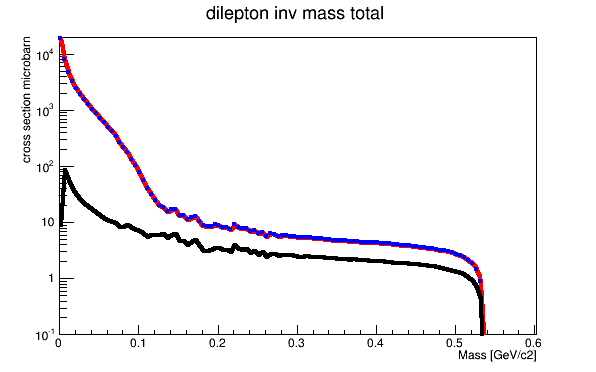 dilepton inv mass total
cross section microbarn
10^4
10^3
10^2
10
1
10^-1
0 0.1 0.2 0.3 0.4 0.5 0.6
Mass [GeV/c2]